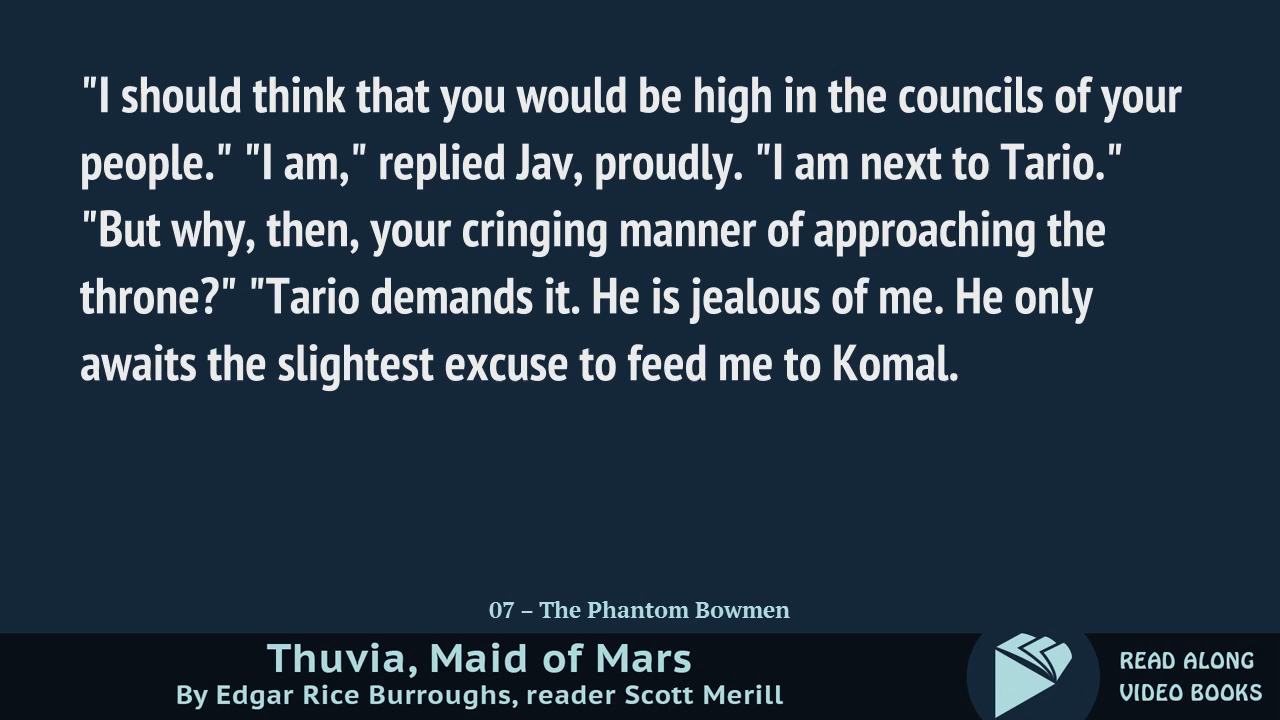 "I should think that you would be high in the councils of your
people." "I am," replied Jav, proudly. "I am next to Tario."
"But why, then, your cringing manner of approaching the
throne?" "Tario demands it. He is jealous of me. He only
awaits the slightest excuse to feed me to Komal.
07 – The Phantom Bowmen
Thuvia, Maid of Mars
By Edgar Rice Burroughs, reader Scott Merill
READ ALONG
VIDEO BOOKS